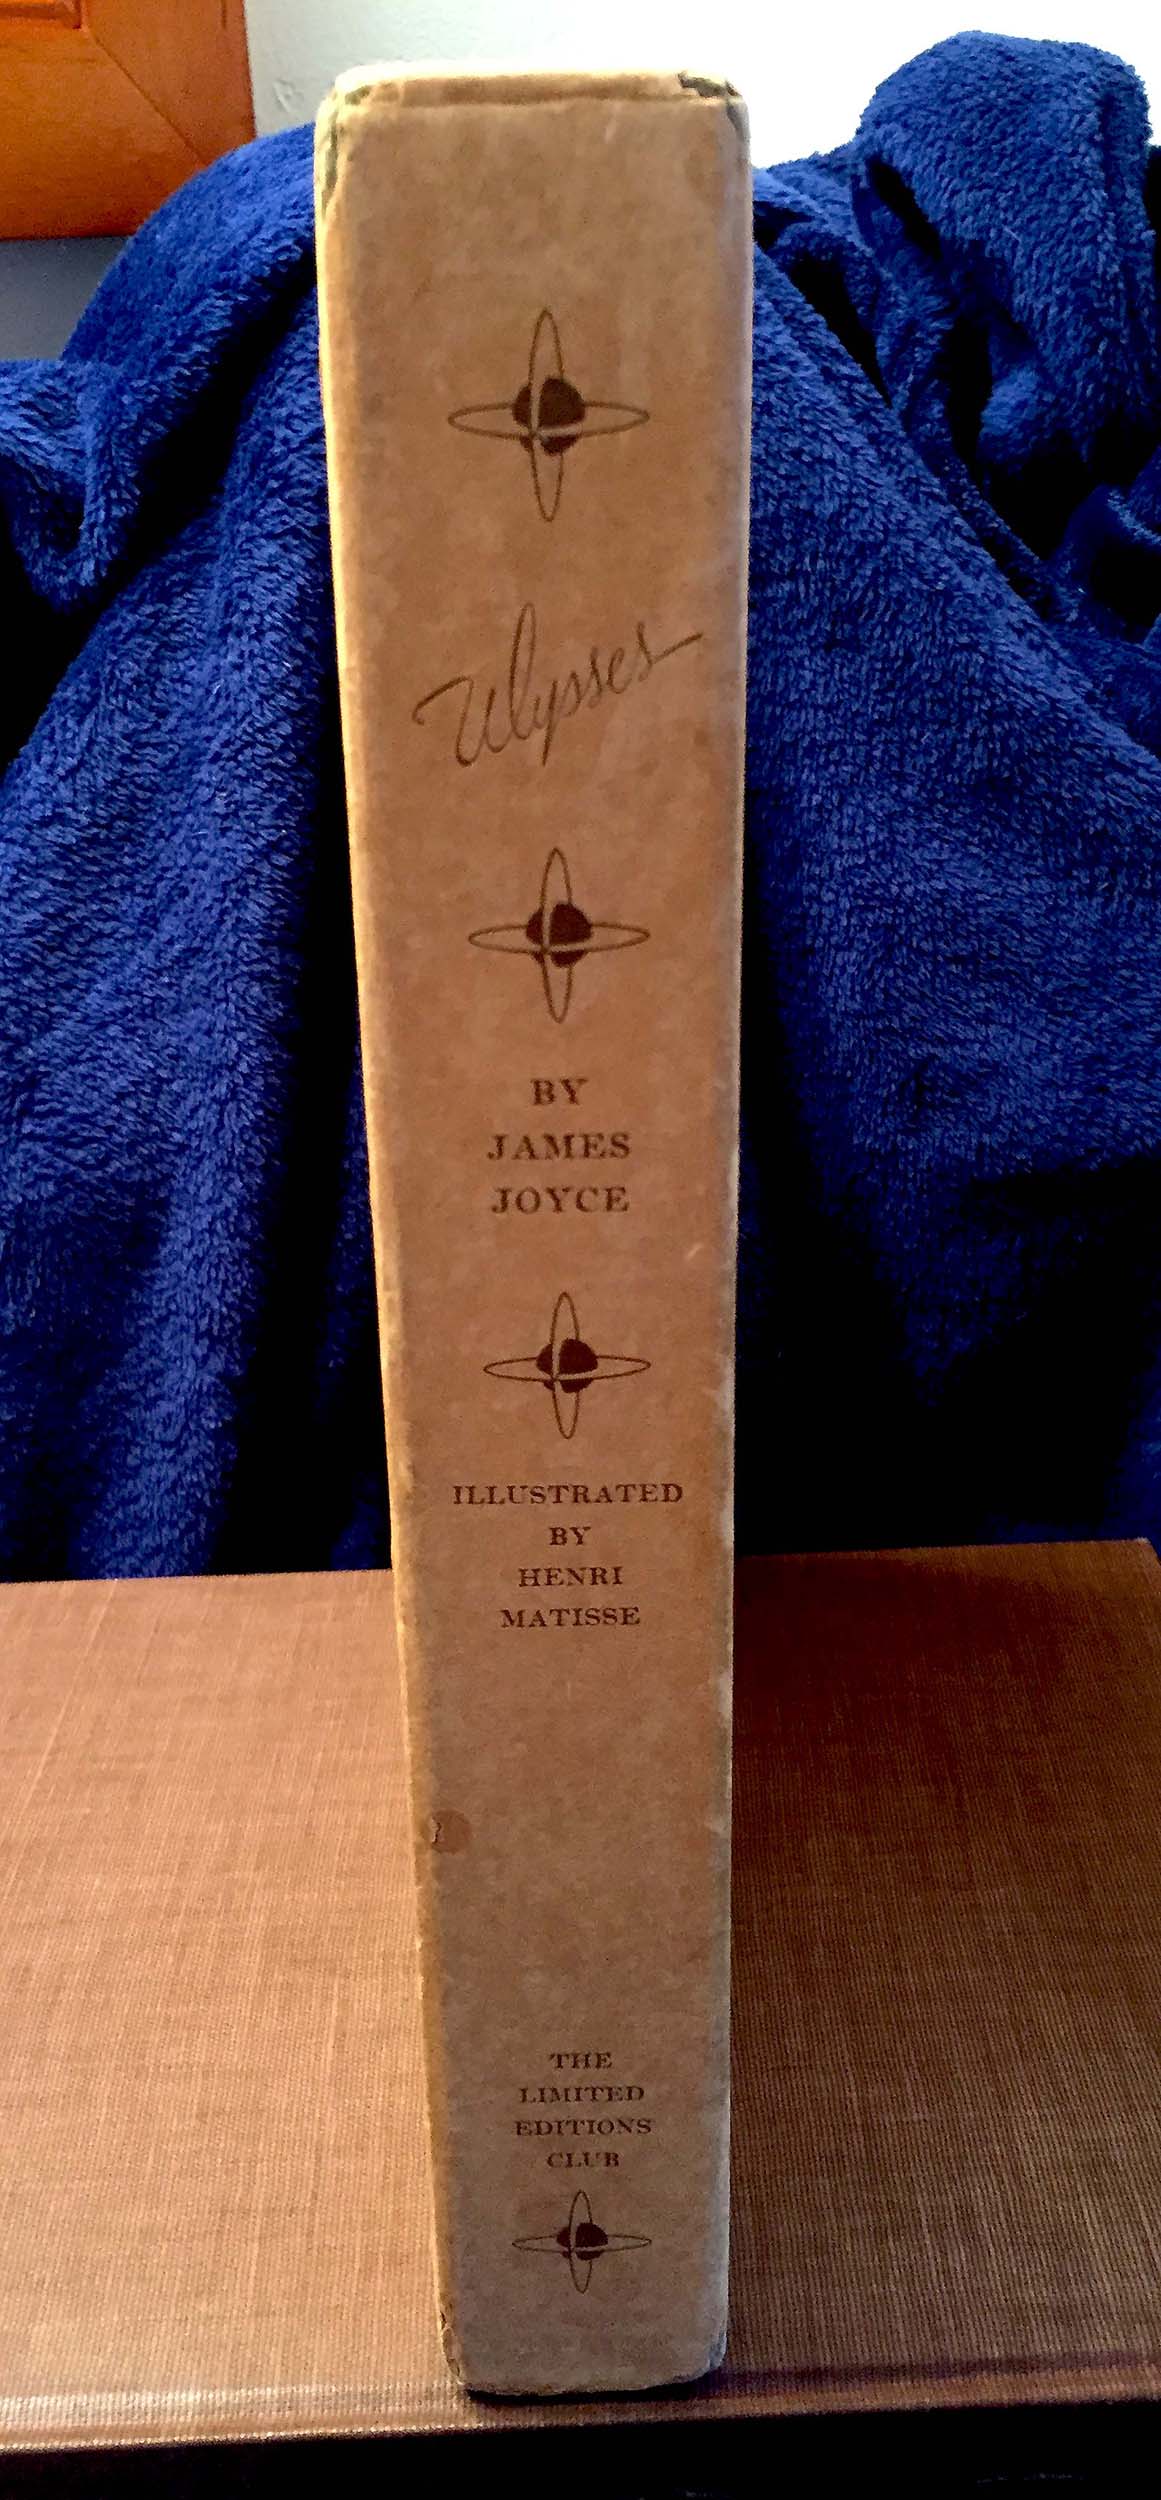 Ulysses
BY
JAMES
JOYCE
ILLUSTRATED
BY
HENRI
MATISSE
THE
LIMITED
EDITIONS
CLUB